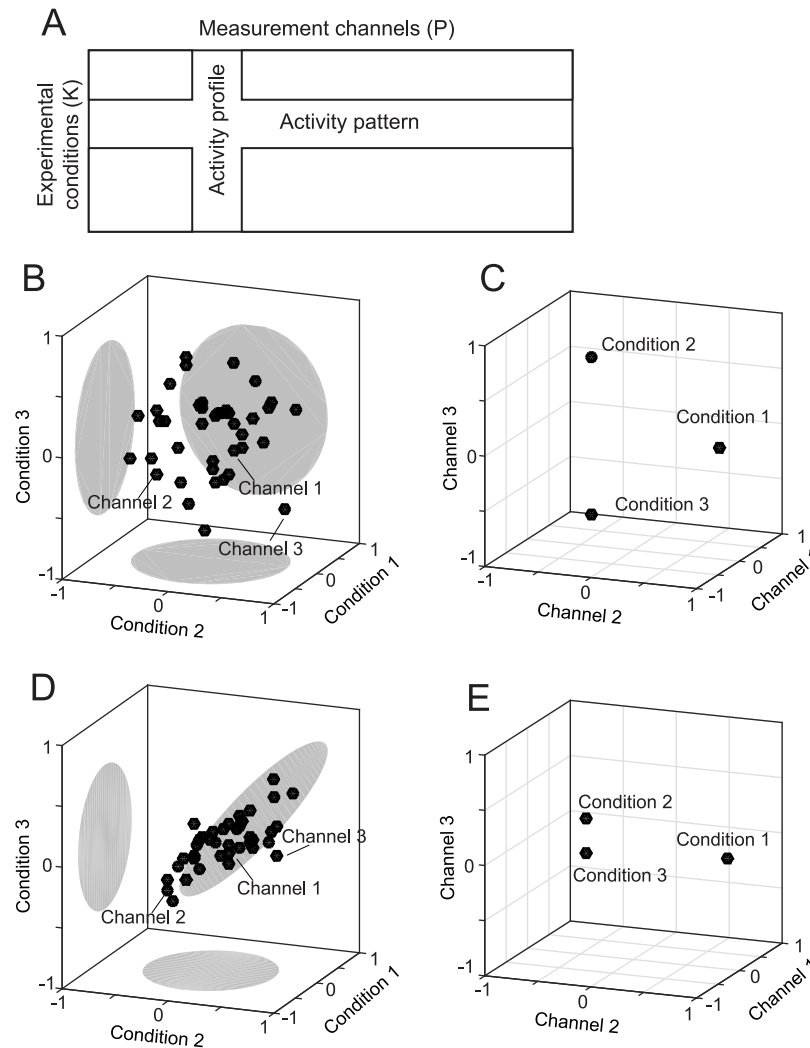 A
Measurement channels (P)
Experimental
conditions (K)
Activity profile
Activity pattern
B
1
0
-1
Condition 3
Channel 2
Channel 1
Channel 3
-1
0
1
Condition 2
-1
0
1
Condition 1
C
1
0
-1
Channel 3
Condition 2
Condition 1
Condition 3
-1
0
1
Channel 2
-1
0
1
Channel
D
1
0
-1
Condition 3
Channel 3
Channel 1
Channel 2
-1
0
1
Condition 2
-1
0
1
Condition 1
E
1
0
-1
Channel 3
Condition 2
Condition 1
Condition 3
-1
0
1
Channel 2
-1
0
1
Channel 1